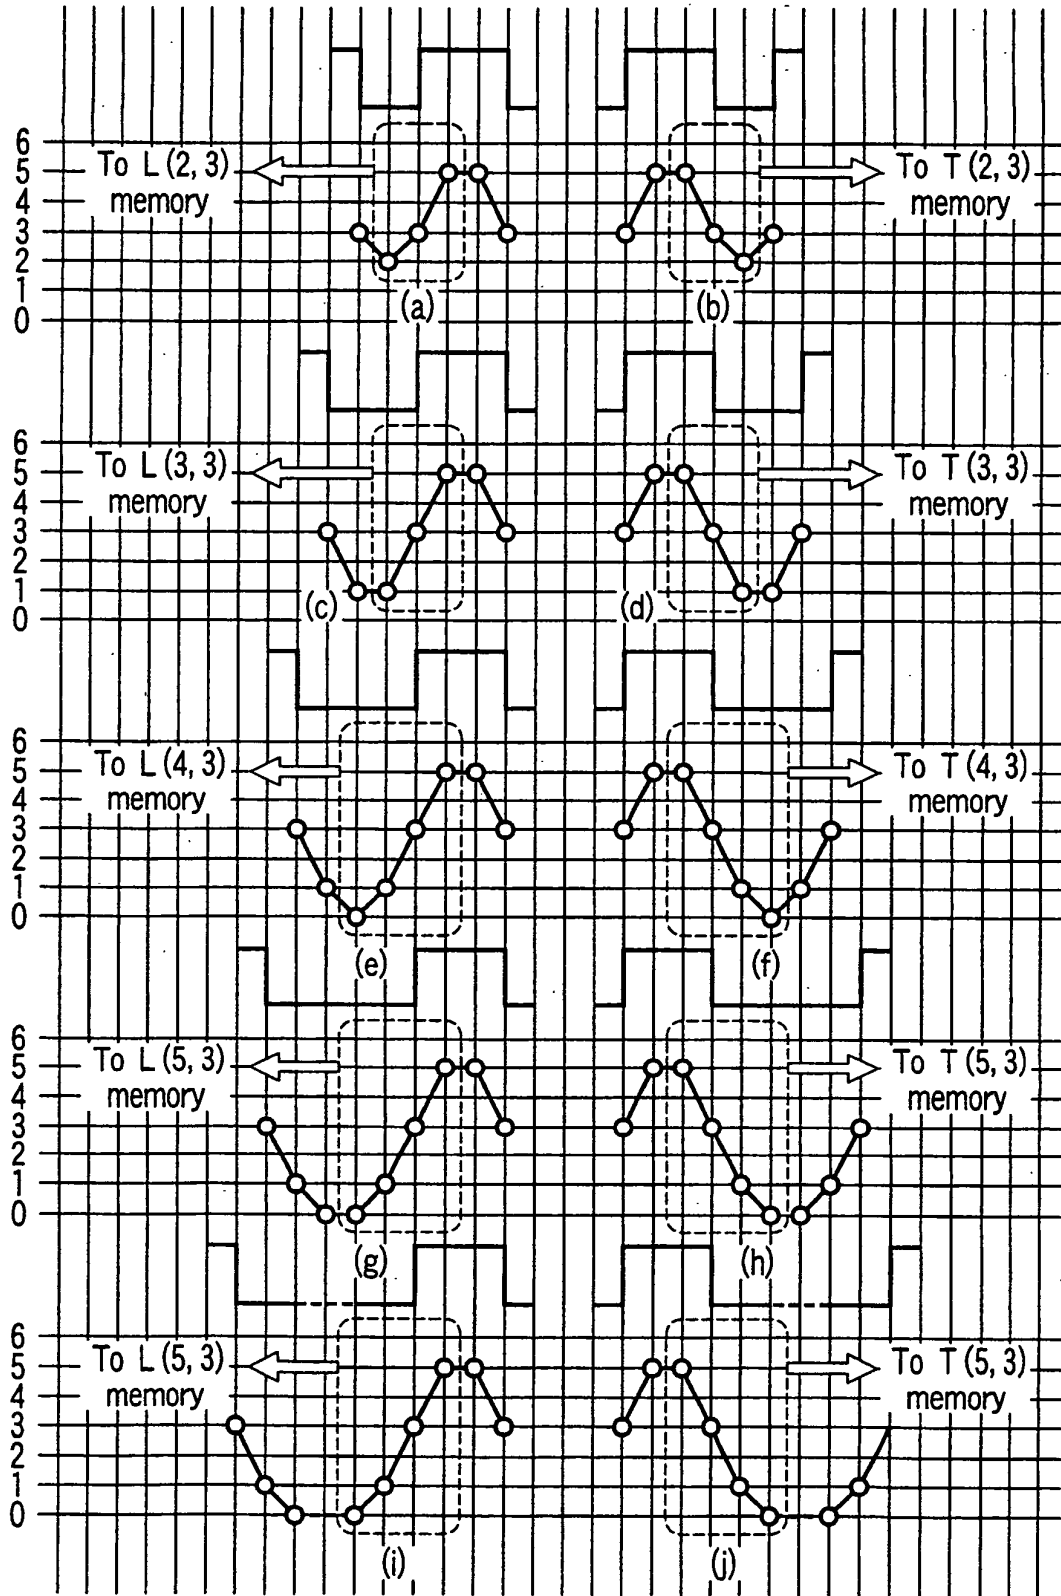 6
5
4
3
2
1
0
To L (2, 3)
memory
To T (2, 3)
memory
(a)
(b)
6
5
4
3
2
1
0
To L (3, 3)
memory
To T (3, 3)
memory
(c)
(d)
6
5
4
3
2
1
0
To L (4, 3)
memory
To T (4, 3)
memory
(e)
(f)
6
5
4
3
2
1
0
To L (5, 3)
memory
To T (5, 3)
memory
(g)
(h)
6
5
4
3
2
1
0
To L (5, 3)
memory
To T (5, 3)
memory
(i)
(j)